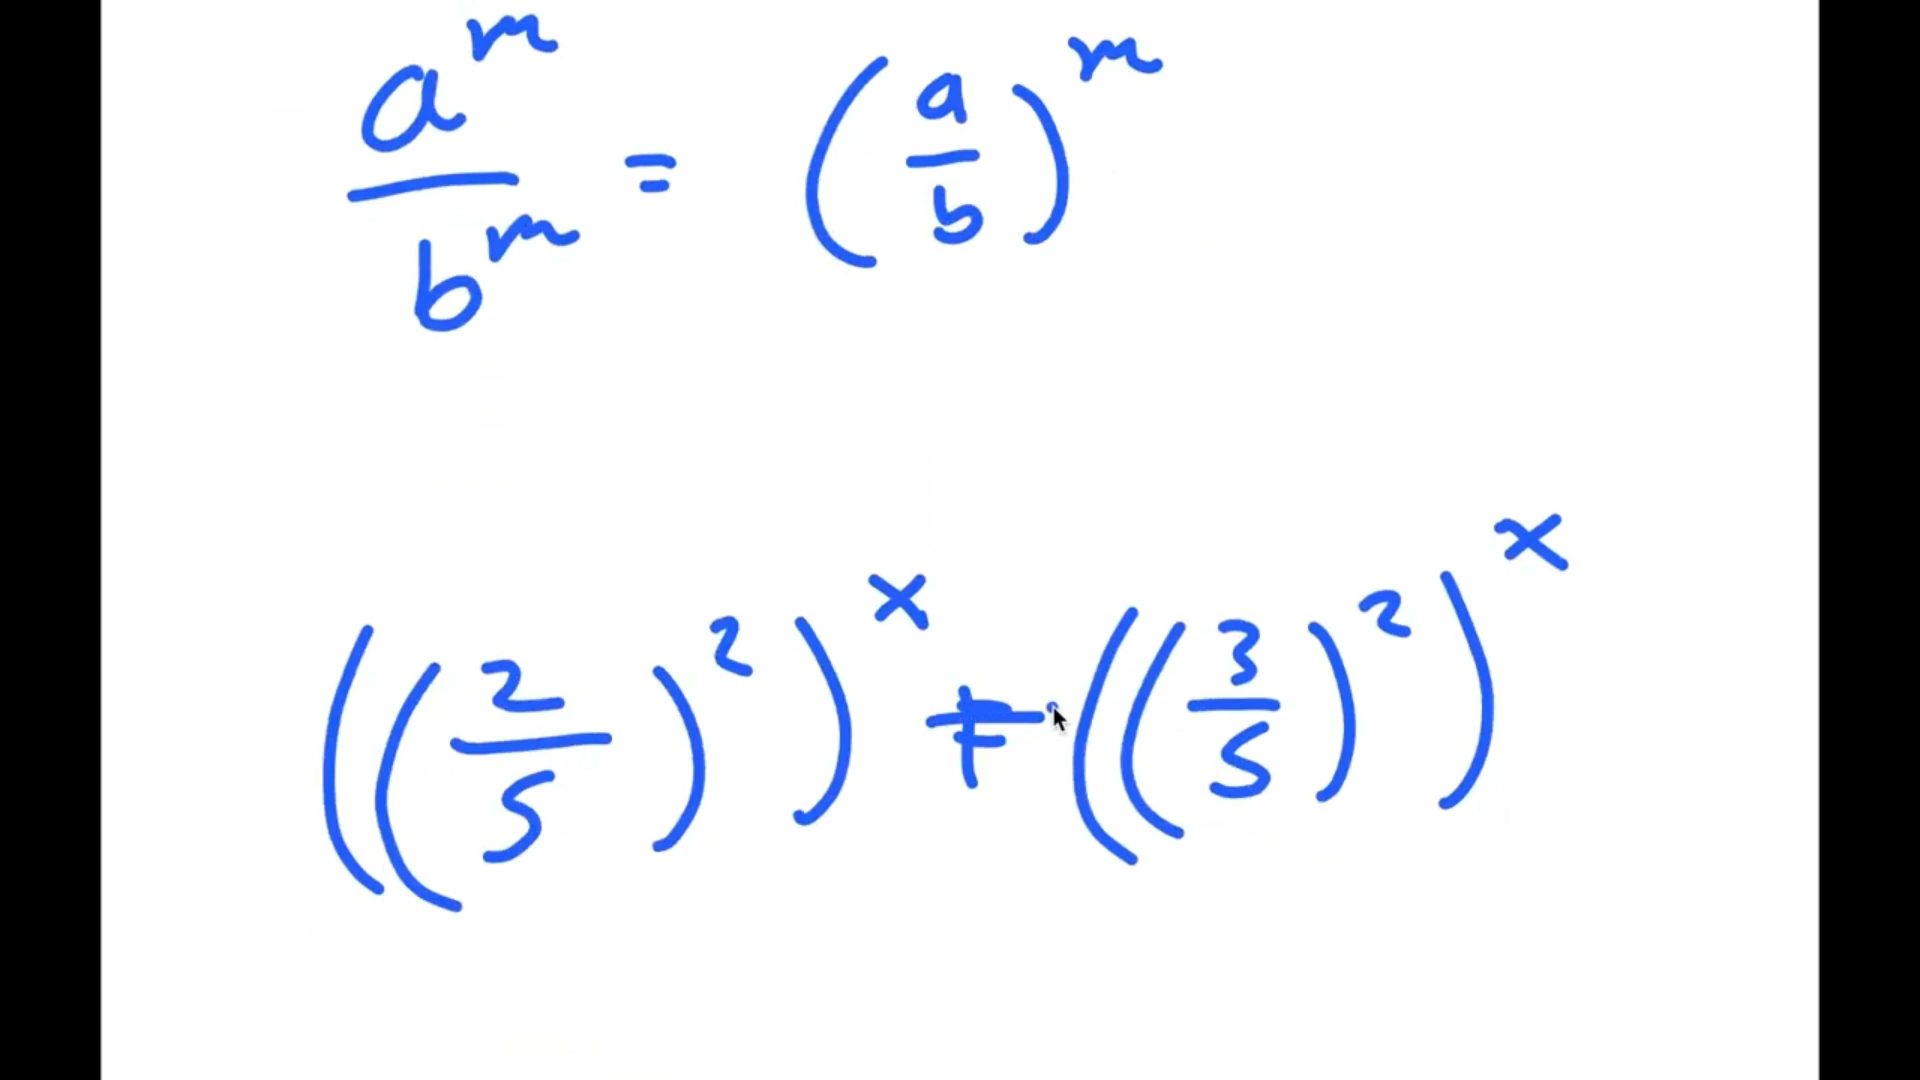 a^m / b^m = (a/b)^m
((2/5)^2)^x + ((3/5)^2)^x